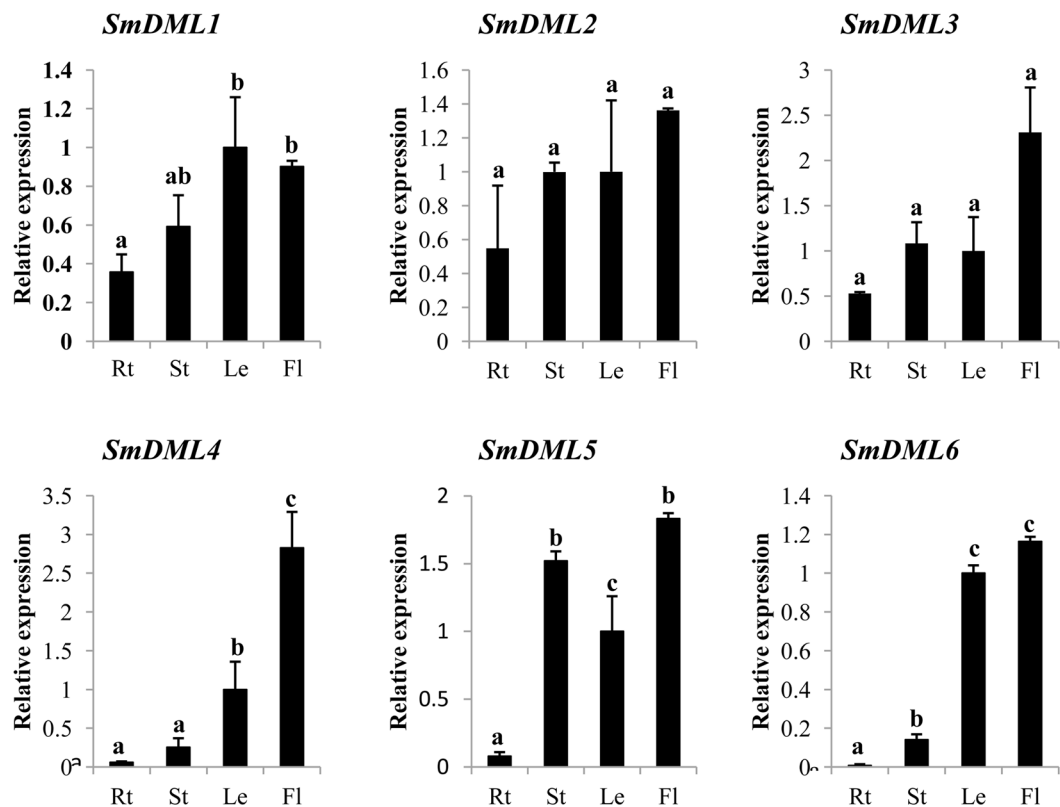 SmDML1
Relative expression
1.4
1.2
1
0.8
0.6
0.4
0.2
0
a
ab
b
b
Rt St Le Fl
SmDML2
Relative expression
1.6
1.4
1.2
1
0.8
0.6
0.4
0.2
0
a
a
a
a
Rt St Le Fl
SmDML3
Relative expression
3
2.5
2
1.5
1
0.5
0
a
a
a
a
Rt St Le Fl
SmDML4
Relative expression
3.5
3
2.5
2
1.5
1
0.5
0
a
a
b
c
Rt St Le Fl
SmDML5
Relative expression
2
1.5
1
0.5
0
a
b
c
b
Rt St Le Fl
SmDML6
Relative expression
1.4
1.2
1
0.8
0.6
0.4
0.2
0
a
b
c
c
Rt St Le Fl